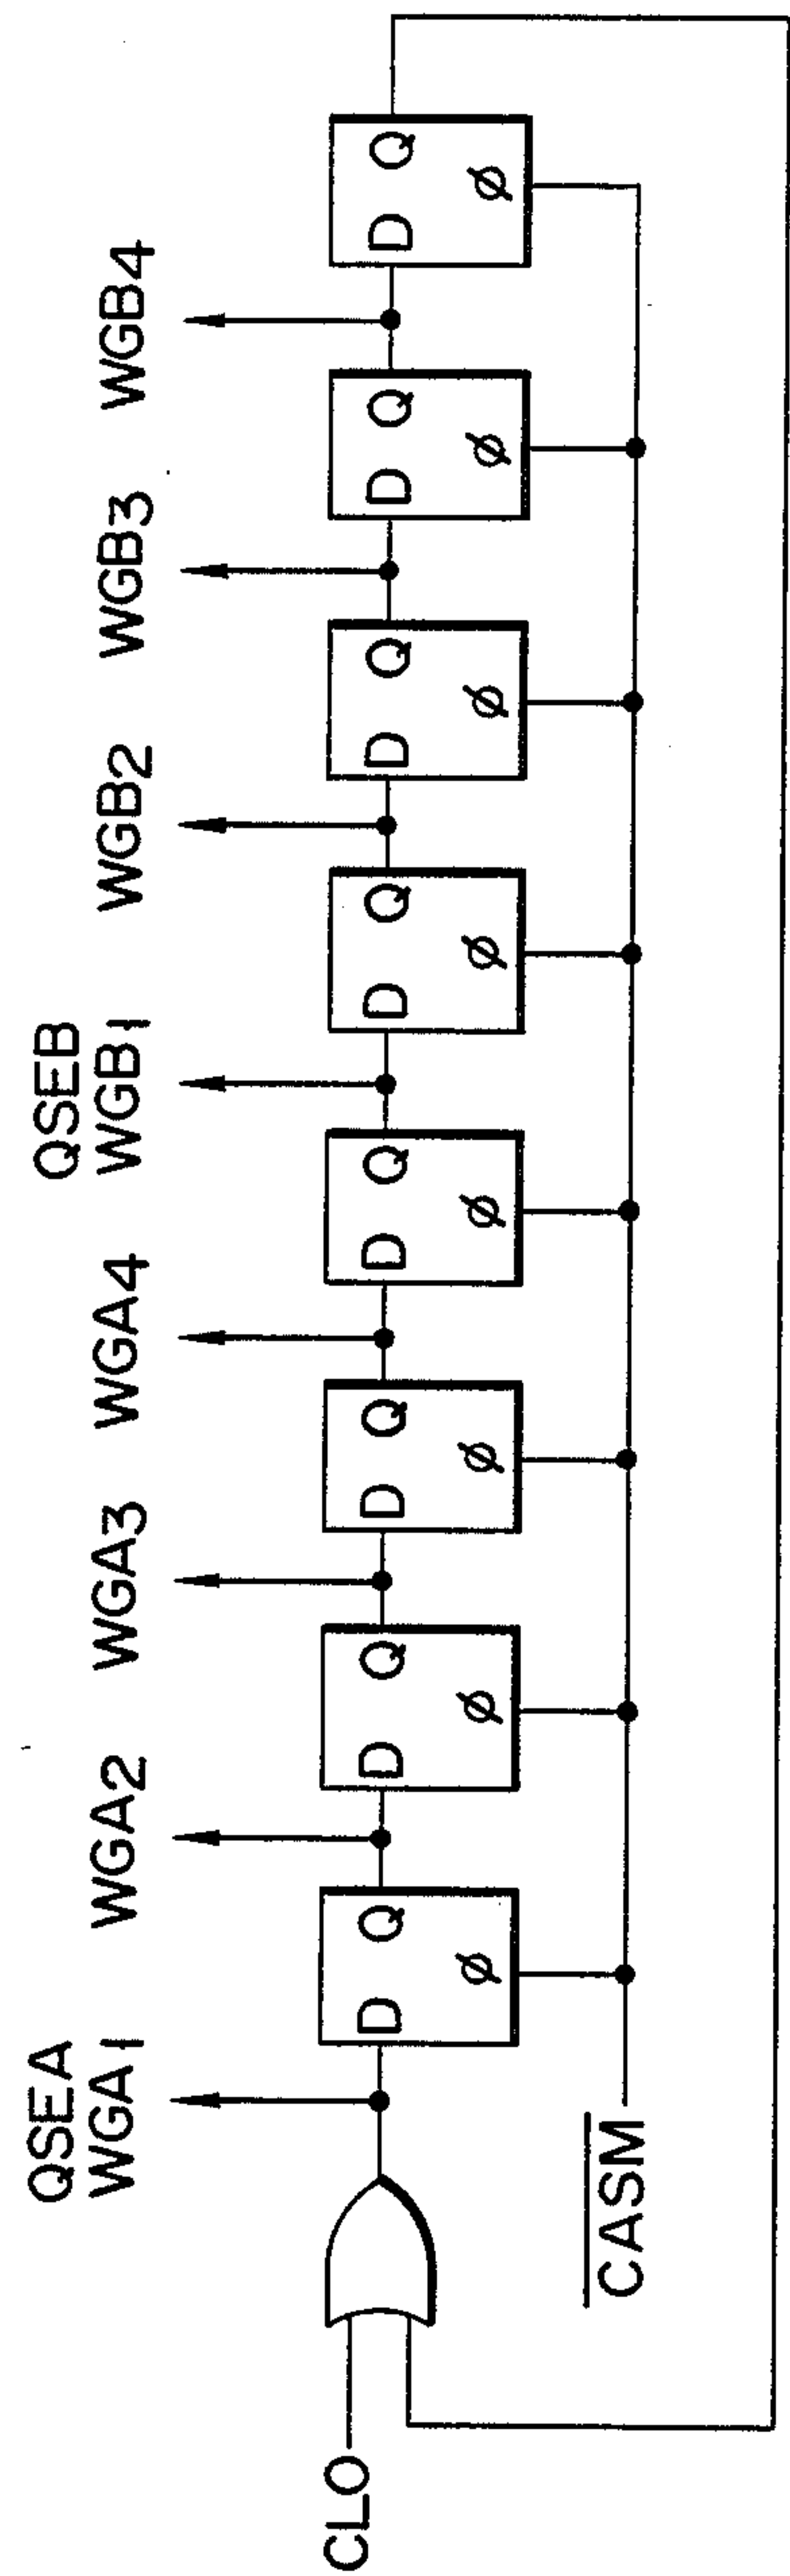 QSEA
WGA1
WGA2
WGA3
WGA4
QSEB
WGB1
WGB2
WGB3
WGB4
D Q
Ø
D Q
Ø
D Q
Ø
D Q
Ø
D Q
Ø
D Q
Ø
D Q
Ø
D Q
Ø
CLO
CASM